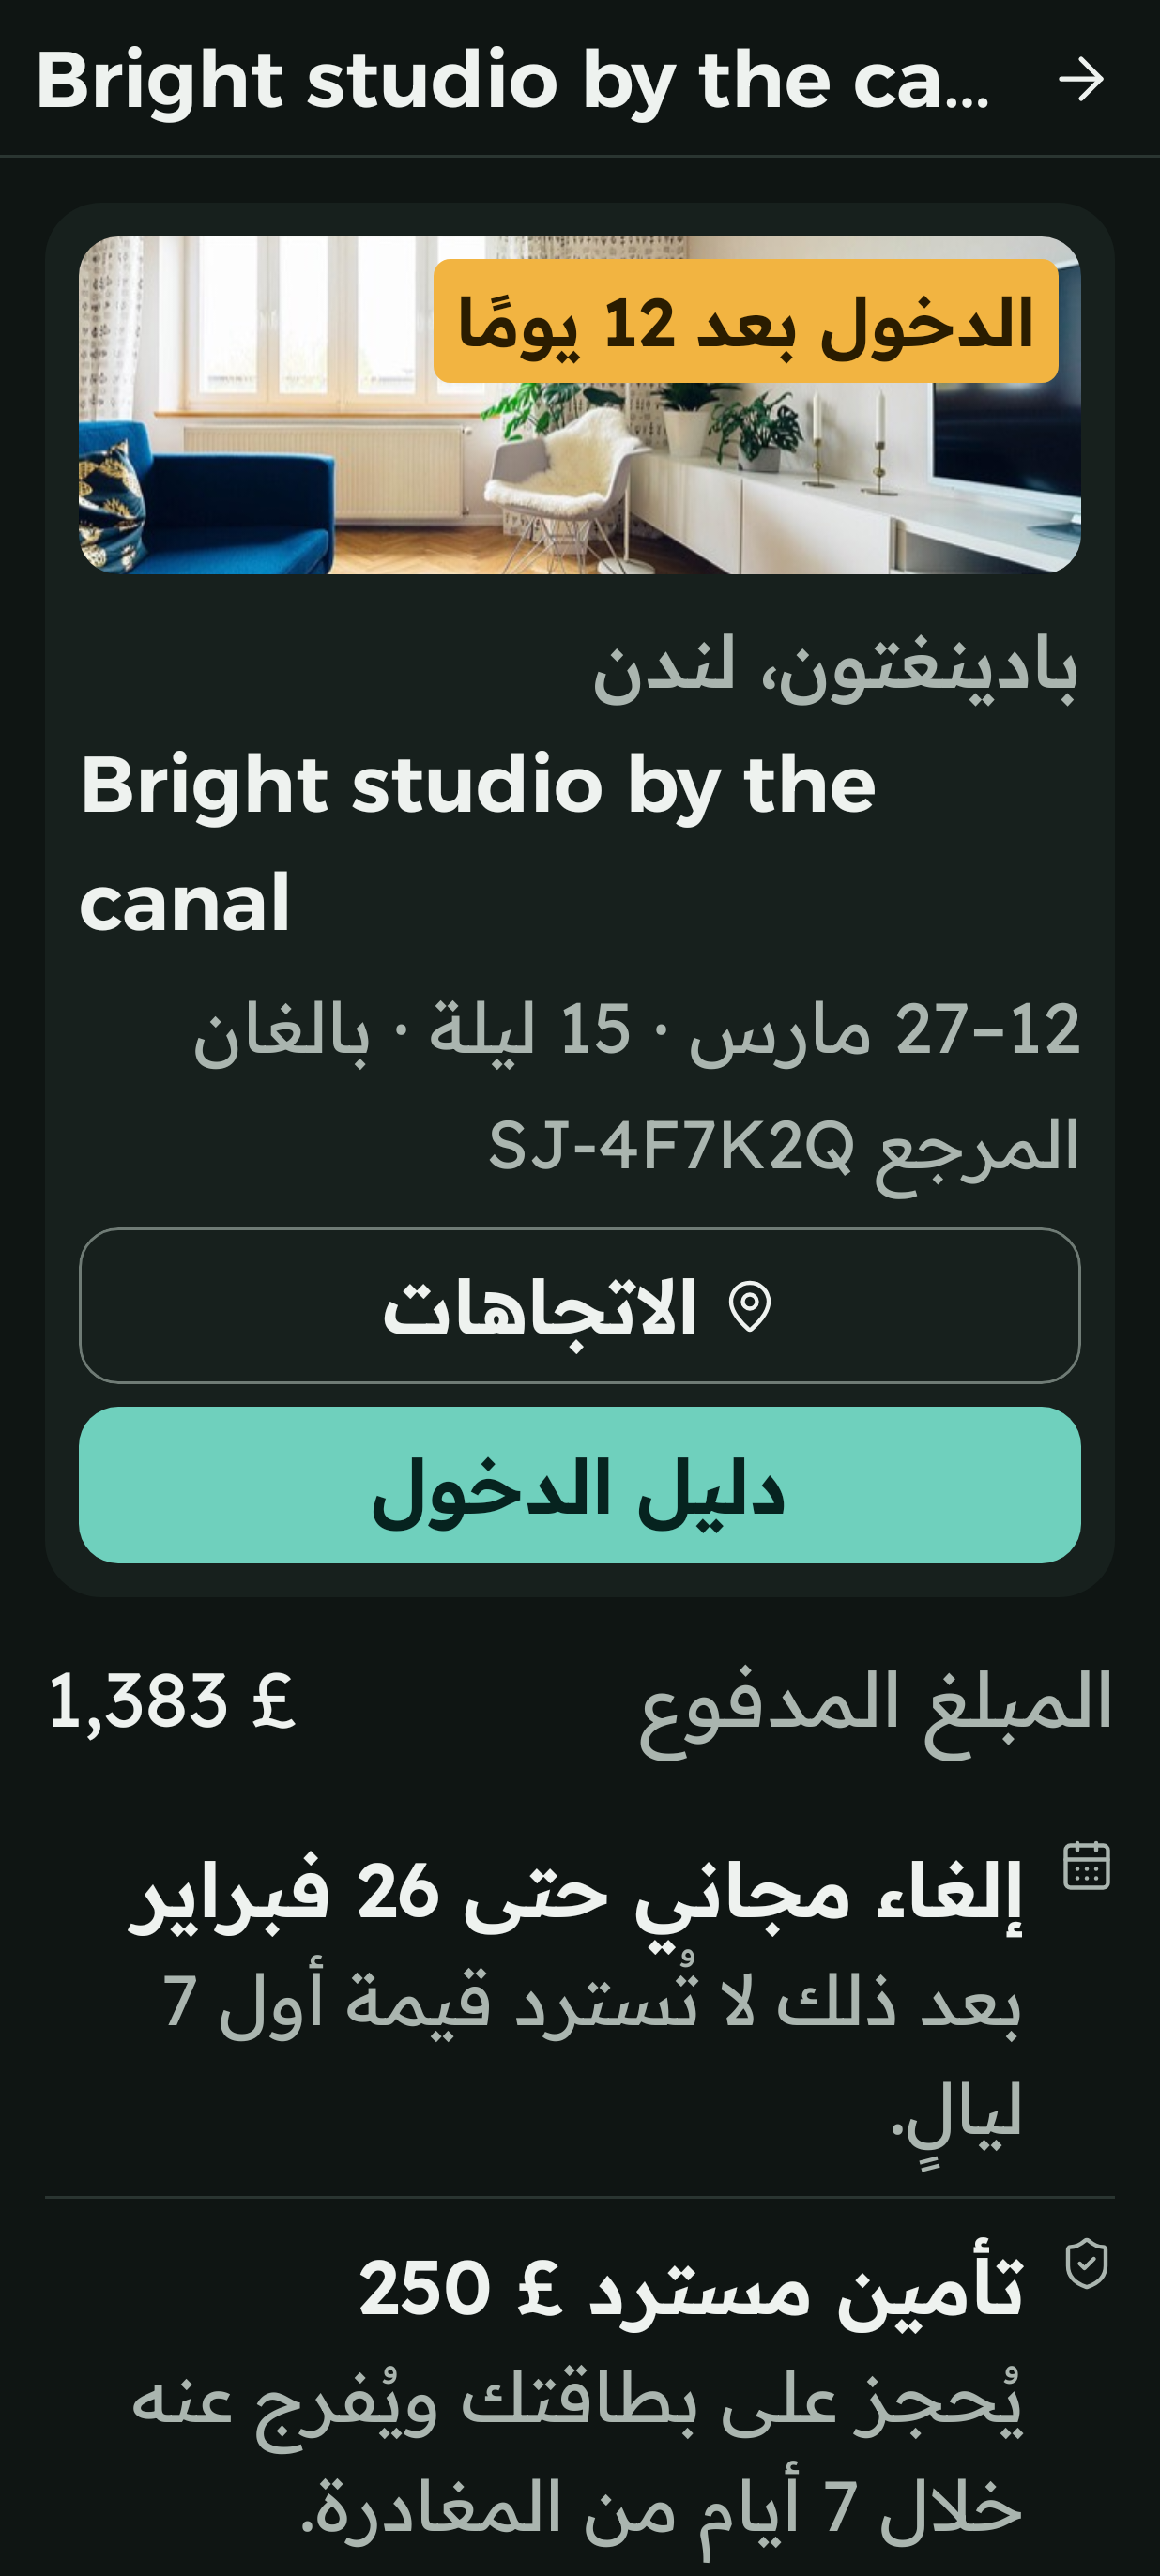 Bright studio by the ca...
الدخول بعد 12 يومًا
بادينغتون، لندن
Bright studio by the
canal
12–27 مارس · 15 ليلة · بالغان
المرجع SJ-4F7K2Q
الاتجاهات
دليل الدخول
المبلغ المدفوع
1,383 £
إلغاء مجاني حتى 26 فبراير
بعد ذلك لا تُسترد قيمة أول 7
ليالٍ.
تأمين مسترد £ 250
يُحجز على بطاقتك ويُفرج عنه
خلال 7 أيام من المغادرة.